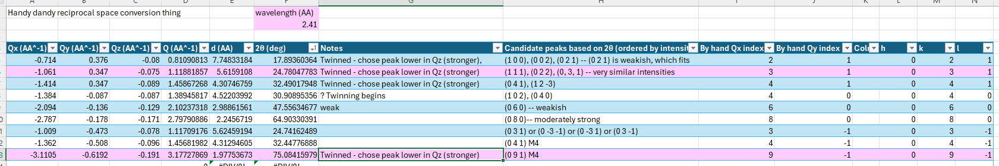 A B C D E F G H I J K L M N
Handy dandy reciprocal space conversion thing wavelength (AA)
2.41
Qx (AA^-1) Qy (AA^-1) Qz (AA^-1) Q (AA^-1) d (AA) 2θ (deg) Notes Candidate peaks based on 2θ (ordered by intensit By hand Qx index By hand Qy index Colu h k l
-0.714 0.376 -0.08 0.81090813 7.74833184 17.89360364 Twinned - chose peak lower in Qz (stronger), (1 0 0), (0 0 2), (0 2 1) -- (0 2 1) is weakish, which fits 2 1 0 2 1
-1.061 0.347 -0.075 1.11881857 5.6159108 24.78047783 Twinned - chose peak lower in Qz (stronger) (1 1 1), (0 2 2), (0, 3, 1) -- very similar intensities 3 1 0 3 1
-1.414 0.347 -0.089 1.45867268 4.30746759 32.49017948 Twinned - chose peak lower in Qz (stronger) (0 4 1), (1 2 -3) 4 1 0 4 1
-1.384 -0.087 -0.087 1.38945817 4.52203992 30.90895356 ? Twinning begins (1 0 2), (0 4 0) 4 0 0 4 0
-2.094 -0.136 -0.129 2.10237318 2.98861561 47.55634677 weak (0 6 0) -- weakish 6 0 0 6 0
-2.787 -0.178 -0.171 2.79790886 2.2456719 64.90330391 (0 8 0)-- moderately strong 8 0 0 8 0
-1.009 -0.473 -0.078 1.11709176 5.62459194 24.74162489 (0 3 1) or (0 -3 -1) or (0 -3 1) or (0 3 -1) 3 -1 0 3 -1
-1.362 -0.508 -0.096 1.45681982 4.31294605 32.44776888 (0 4 1) M4 4 -1 0 4 -1
-3.1105 -0.6192 -0.191 3.17727869 1.97753673 75.08415979 Twinned - chose peak lower in Qz (stronger) (0 9 1) M4 9 -1 0 9 -1
0 #DIV/0! #DIV/0!